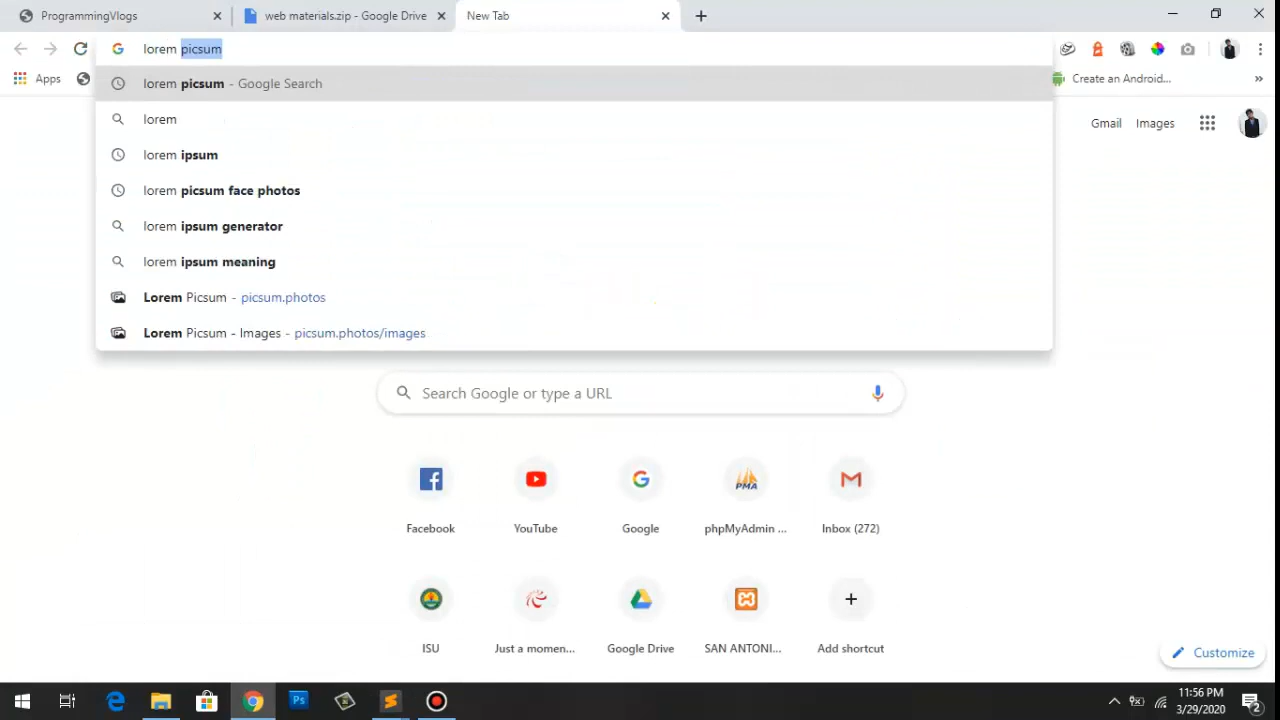 ProgrammingVlogs
web materials.zip - Google Drive
New Tab
lorem picsum
Apps
Create an Android...
»
lorem picsum - Google Search
lorem
lorem ipsum
lorem picsum face photos
lorem ipsum generator
lorem ipsum meaning
Lorem Picsum - picsum.photos
Lorem Picsum - Images - picsum.photos/images
Gmail Images
Search Google or type a URL
Facebook YouTube Google phpMyAdmin ... Inbox (272)
ISU Just a momen... Google Drive SAN ANTONI... Add shortcut
Customize
PMA
Ps
11:56 PM
3/29/2020
2